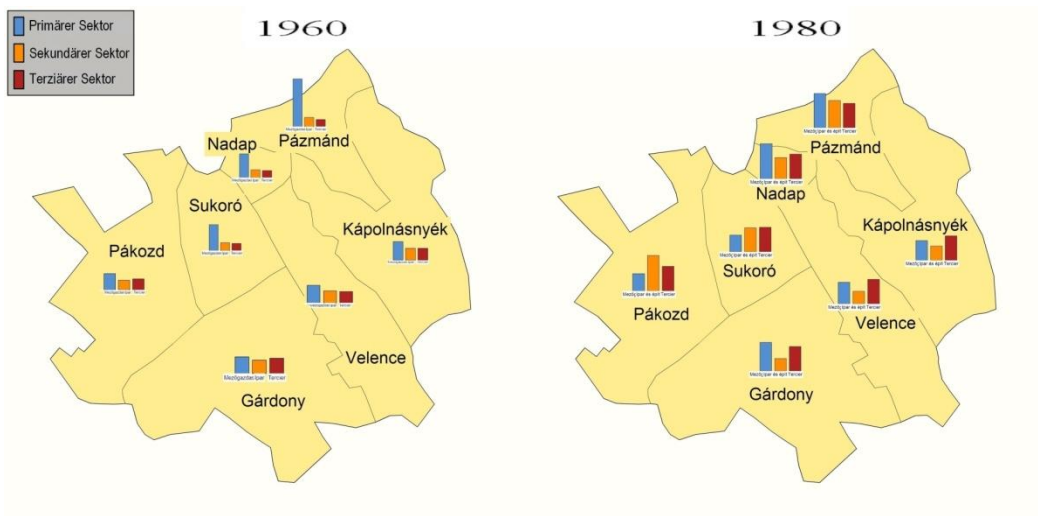 Primärer Sektor
Sekundärer Sektor
Terziärer Sektor
1960
Pázmánd
Nadap
Sukoró
Pákozd
Kápolnásnyék
Velence
Gárdony
1980
Pázmánd
Nadap
Sukoró
Pákozd
Kápolnásnyék
Velence
Gárdony